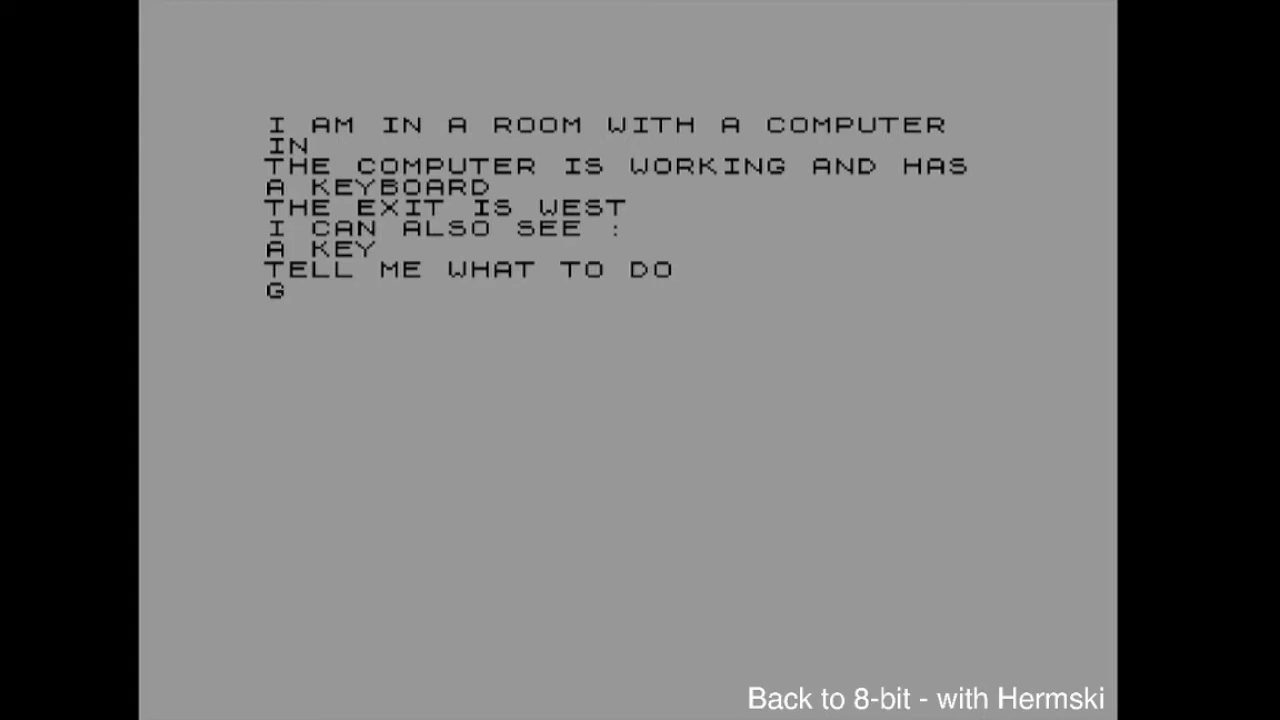 I AM IN A ROOM WITH A COMPUTER
IN
THE COMPUTER IS WORKING AND HAS
A KEYBOARD
THE EXIT IS WEST
I CAN ALSO SEE :
A KEY
TELL ME WHAT TO DO
G
Back to 8-bit - with Hermski